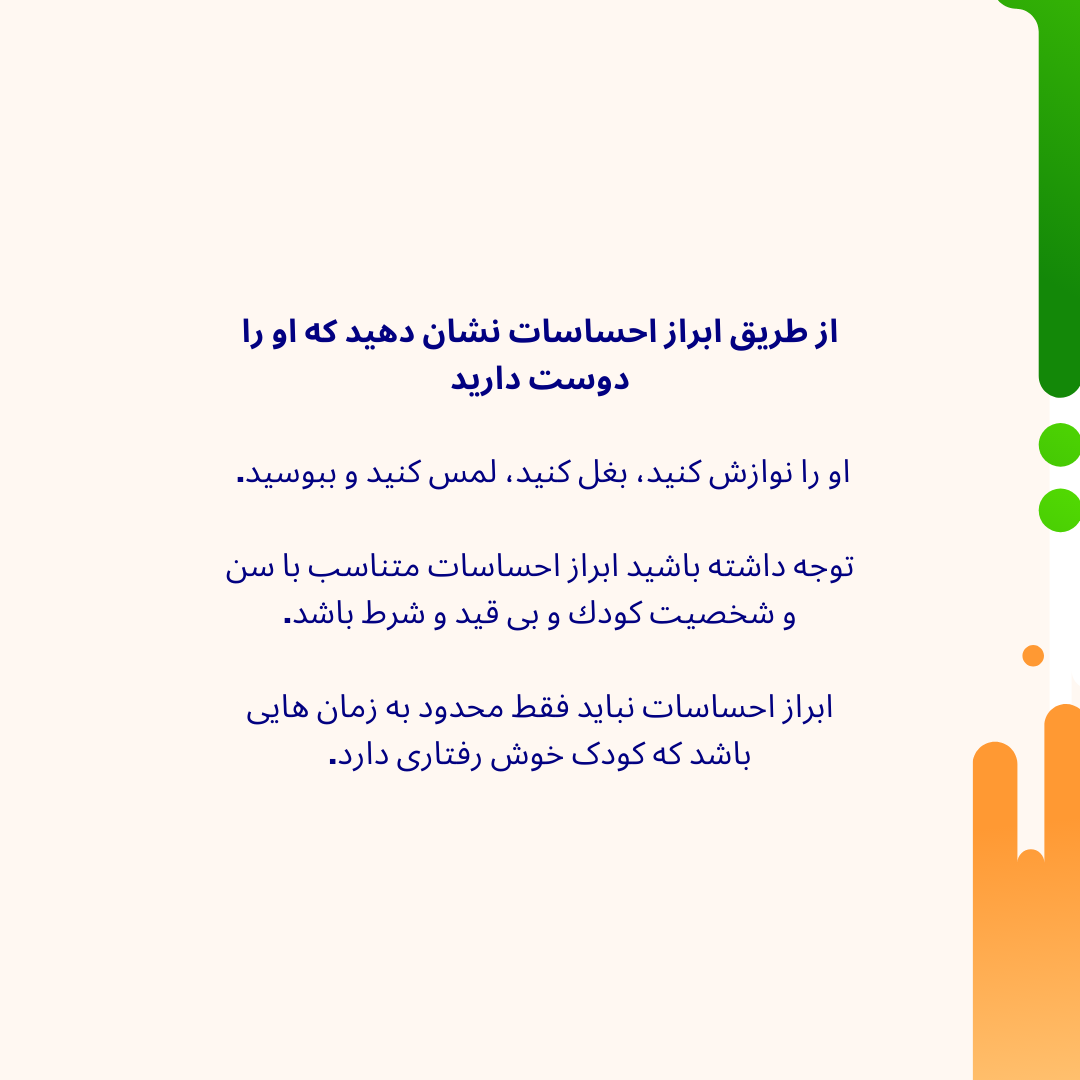 از طریق ابراز احساسات نشان دهید که او را
دوست دارید
او را نوازش کنید، بغل کنید، لمس کنید و ببوسید.
توجه داشته باشید ابراز احساسات متناسب با سن
و شخصیت کودك و بی قید و شرط باشد.
ابراز احساسات نباید فقط محدود به زمان هایی
باشد که کودک خوش رفتاری دارد.